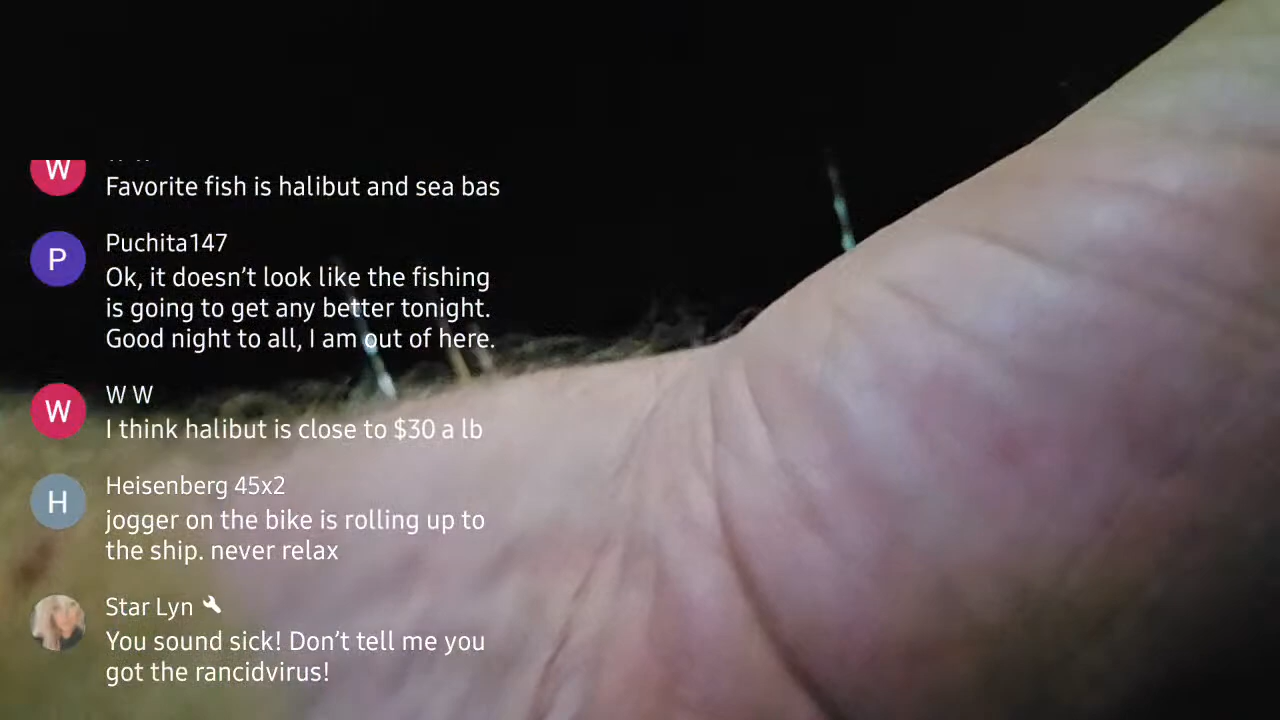 W
Favorite fish is halibut and sea bas
P
Puchita147
Ok, it doesn’t look like the fishing
is going to get any better tonight.
Good night to all, I am out of here.
W
W W
I think halibut is close to $30 a lb
H
Heisenberg 45x2
jogger on the bike is rolling up to
the ship. never relax
Star Lyn
You sound sick! Don’t tell me you
got the rancidvirus!